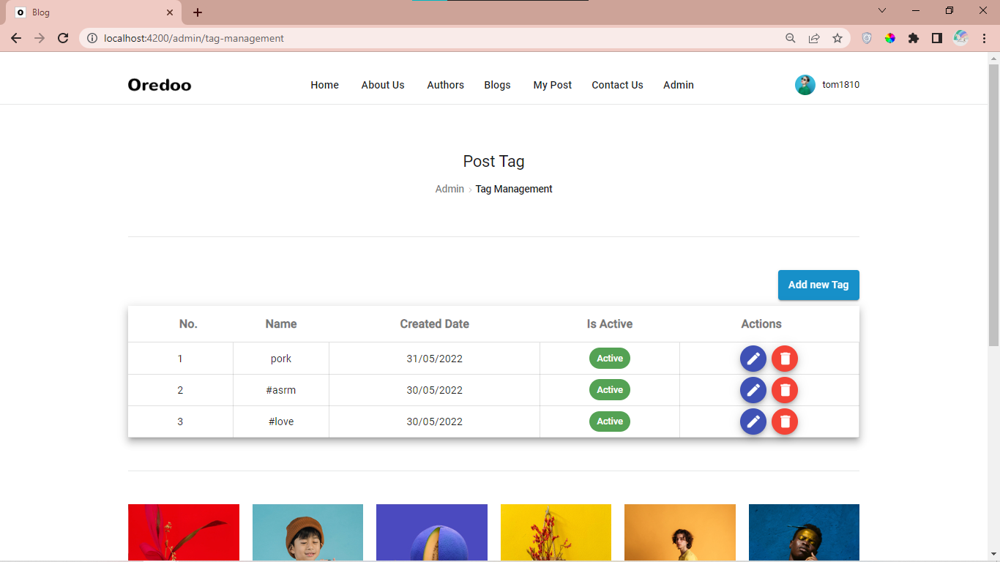 Blog
localhost:4200/admin/tag-management
Oredoo Home About Us Authors Blogs My Post Contact Us Admin tom1810
Post Tag
Admin › Tag Management
Add new Tag
No. Name Created Date Is Active Actions
1 pork 31/05/2022 Active
2 #asrm 30/05/2022 Active
3 #love 30/05/2022 Active